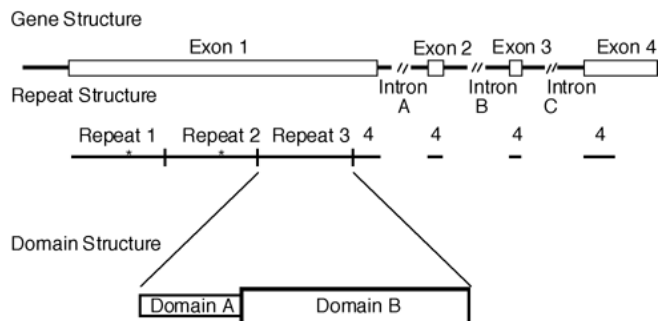 Gene Structure
Exon 1 Exon 2 Exon 3 Exon 4
Repeat Structure
Intron A Intron B Intron C
Repeat 1 Repeat 2 Repeat 3 4 4 4 4
* *
Domain Structure
Domain A Domain B